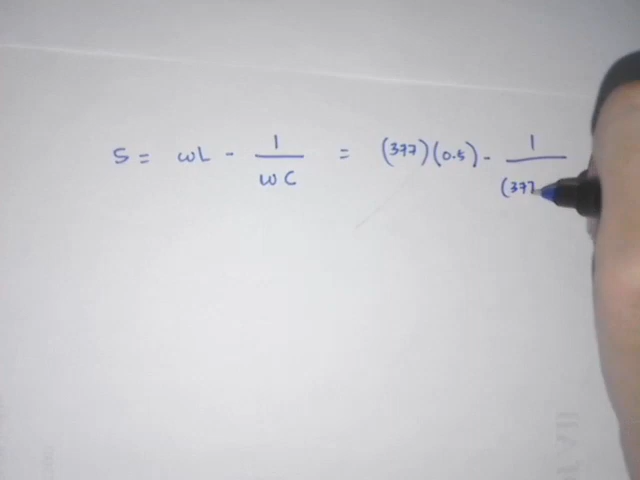 S = ωL - 1/ωC = (377)(0.5) - 1/(377